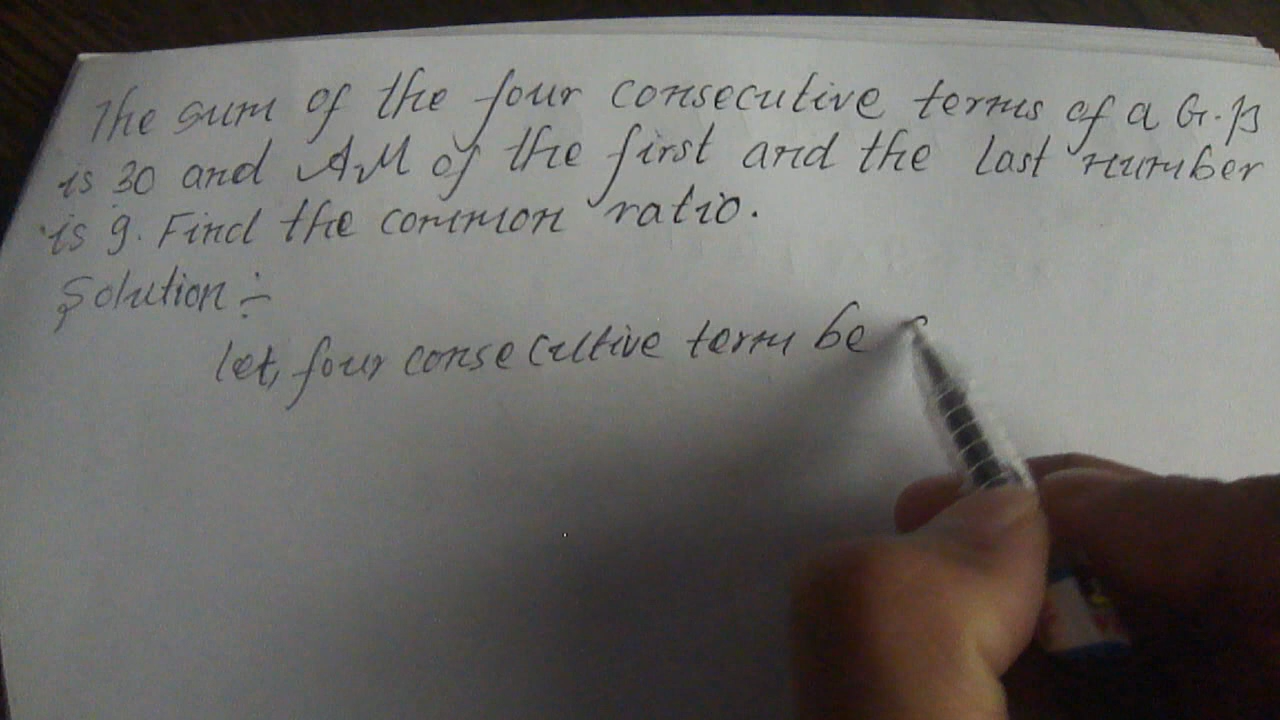 The sum of the four consecutive terms of a G.P
is 30 and AM of the first and the last number
is 9. Find the common ratio.
Solution :-
let, four consecutive term be